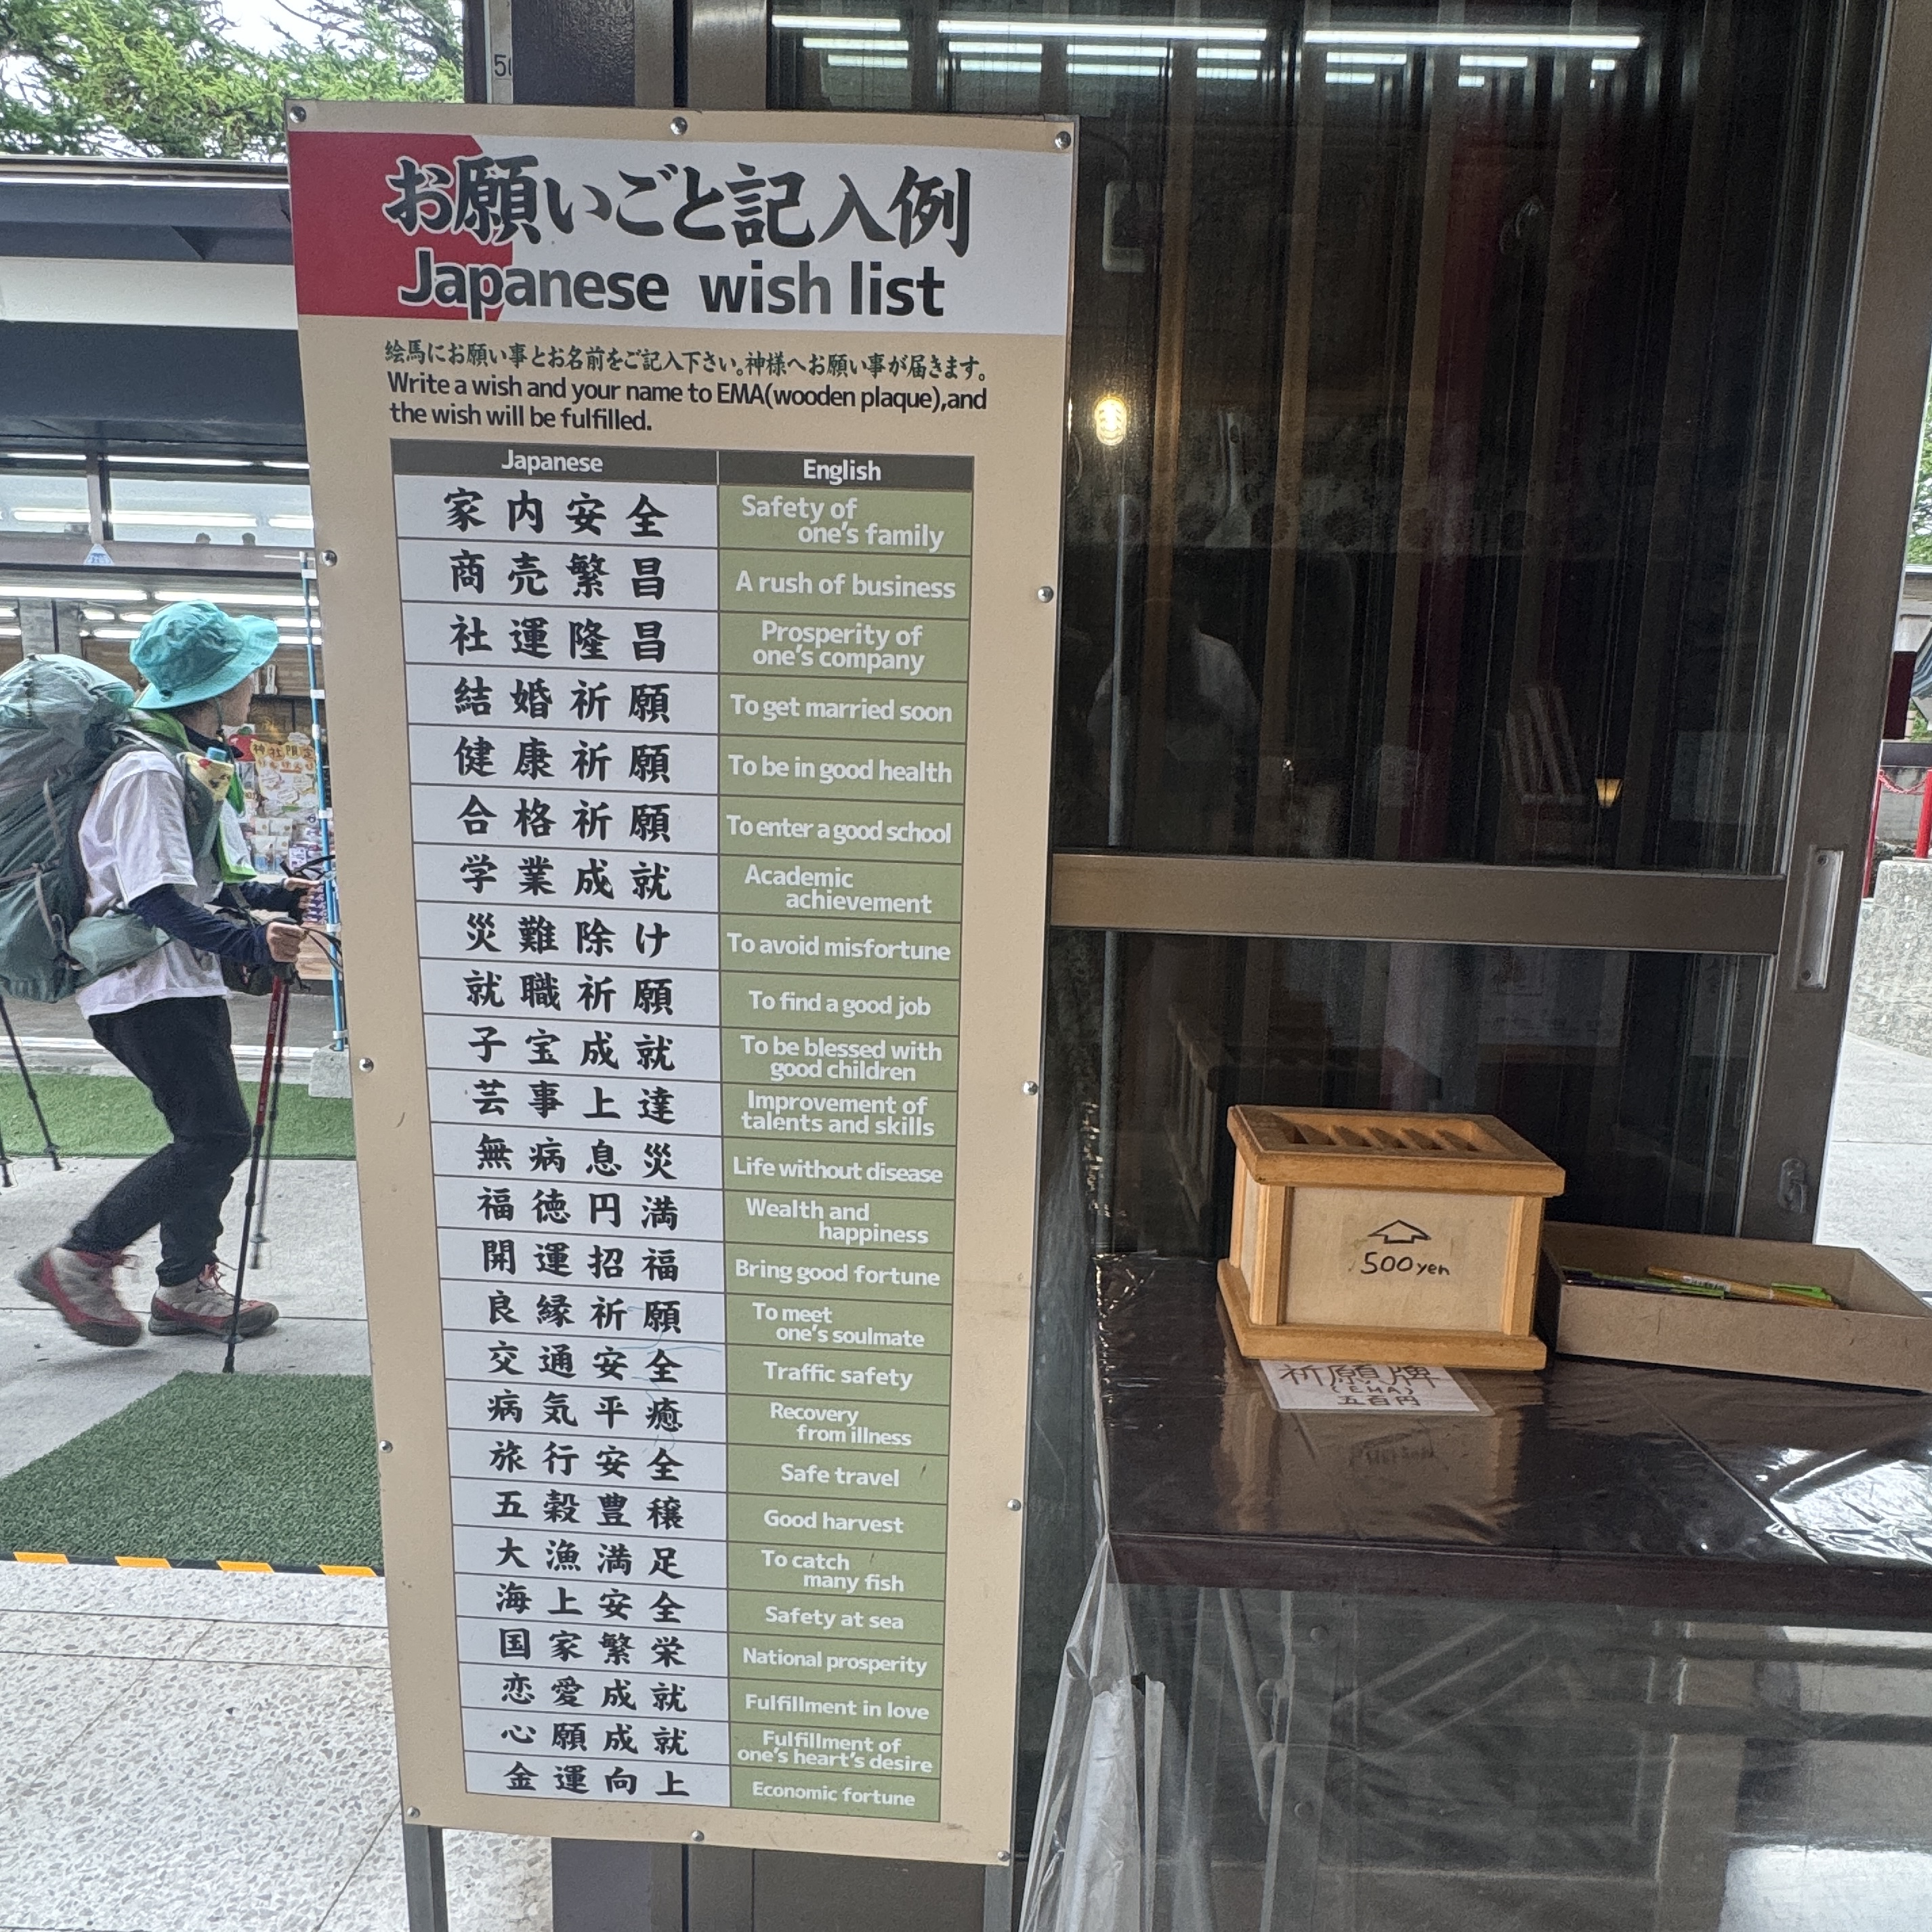 お願いごと記入例
Japanese wish list
絵馬にお願い事とお名前をご記入下さい。神様へお願い事が届きます。
Write a wish and your name to EMA(wooden plaque),and
the wish will be fulfilled.
Japanese English
家内安全 Safety of
one's family
商売繁昌 A rush of business
社運隆昌 Prosperity of
one's company
結婚祈願 To get married soon
健康祈願 To be in good health
合格祈願 To enter a good school
学業成就 Academic
achievement
災難除け To avoid misfortune
就職祈願 To find a good job
子宝成就 To be blessed with
good children
芸事上達 Improvement of
talents and skills
無病息災 Life without disease
福徳円満 Wealth and
happiness
開運招福 Bring good fortune
良縁祈願 To meet
one's soulmate
交通安全 Traffic safety
病気平癒 Recovery
from illness
旅行安全 Safe travel
五穀豊穣 Good harvest
大漁満足 To catch
many fish
海上安全 Safety at sea
国家繁栄 National prosperity
恋愛成就 Fulfillment in love
心願成就 Fulfillment of
one's heart's desire
金運向上 Economic fortune
500yen
祈願牌
(EMA)
五百円